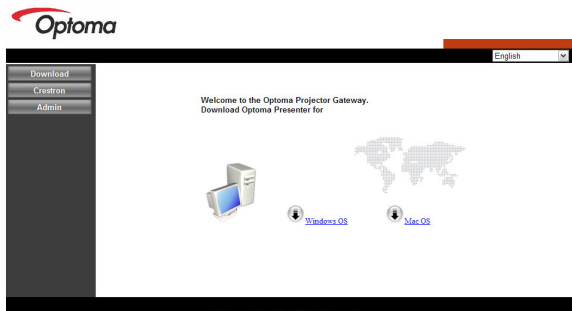 Optoma
English
Download
Crestron
Admin
Welcome to the Optoma Projector Gateway.
Download Optoma Presenter for
Windows OS
Mac OS